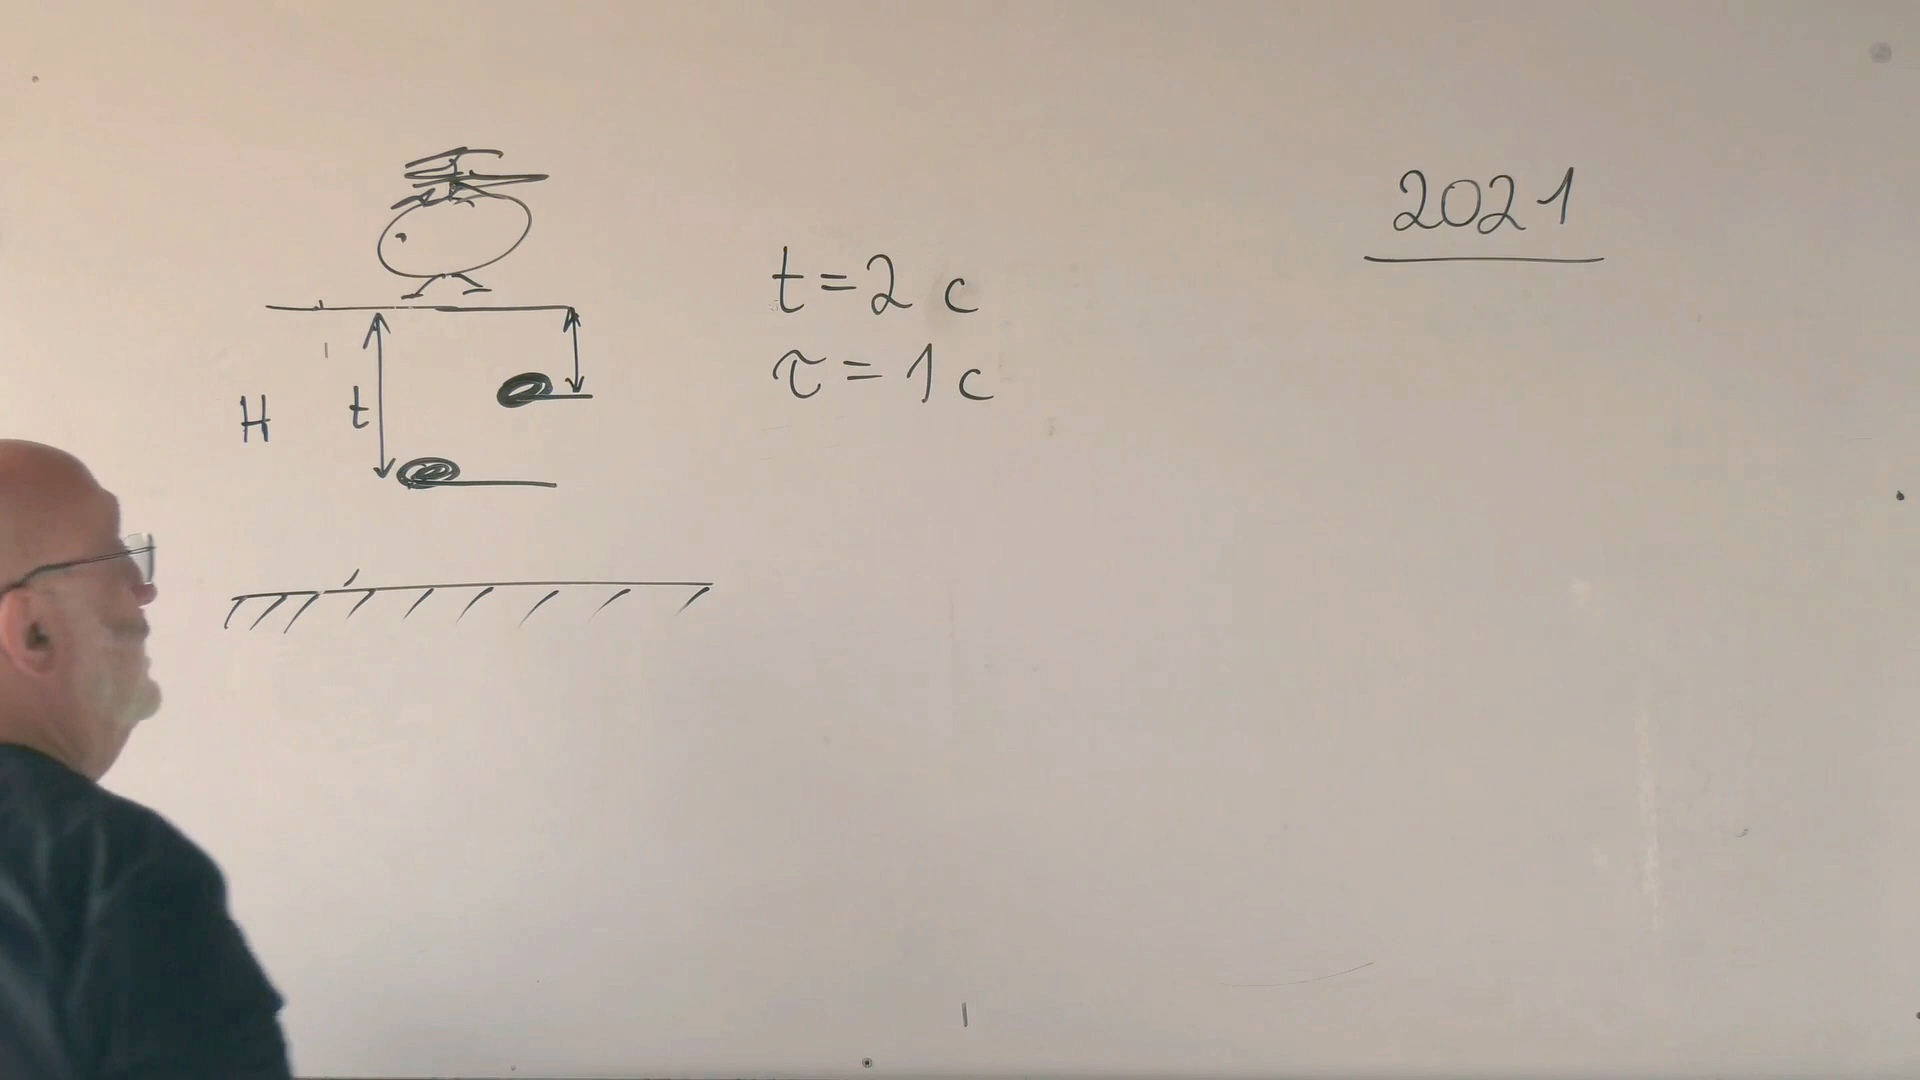 2021
t = 2 c
τ = 1 c
H
t